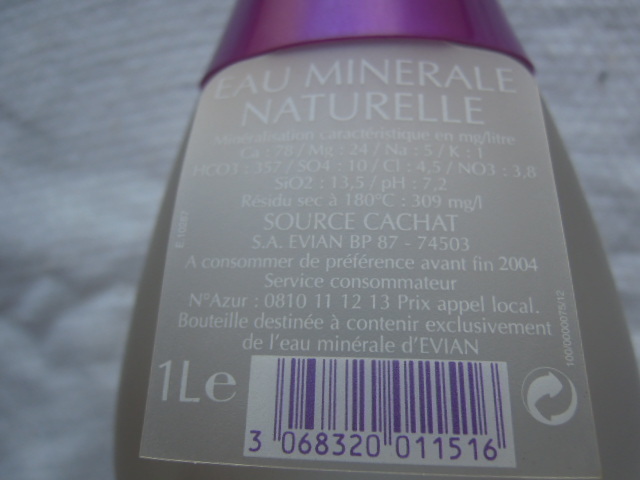 EAU MINERALE
NATURELLE
Minéralisation caractéristique en mg/litre
Ca : 78 / Mg : 24 / Na : 5 / K : 1
HCO3 : 357 / SO4 : 10 / Cl : 4,5 / NO3 : 3,8
SiO2 : 13,5 / pH : 7,2
Résidu sec à 180°C : 309 mg/l
SOURCE CACHAT
S.A. EVIAN BP 87 - 74503
A consommer de préférence avant fin 2004
Service consommateur
N°Azur : 0810 11 12 13 Prix appel local.
Bouteille destinée à contenir exclusivement
de l'eau minérale d'EVIAN
1L e
3 068320 011516